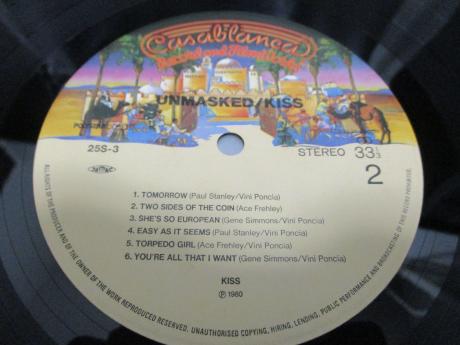 Casablanca
Record and FilmWorks
UNMASKED/KISS
25S-3
STEREO 33 1/3
2
1. TOMORROW (Paul Stanley/Vini Poncia)
2. TWO SIDES OF THE COIN (Ace Frehley)
3. SHE'S SO EUROPEAN (Gene Simmons/Vini Poncia)
4. EASY AS IT SEEMS (Paul Stanley/Vini Poncia)
5. TORPEDO GIRL (Ace Frehley/Vini Poncia)
6. YOU'RE ALL THAT I WANT (Gene Simmons/Vini Poncia)
KISS
℗ 1980
ALL RIGHTS OF THE PRODUCER AND OF THE OWNER OF THE WORK REPRODUCED RESERVED. UNAUTHORISED COPYING, HIRING, LENDING, PUBLIC PERFORMANCE AND BROADCASTING OF THIS RECORD PROHIBITED.